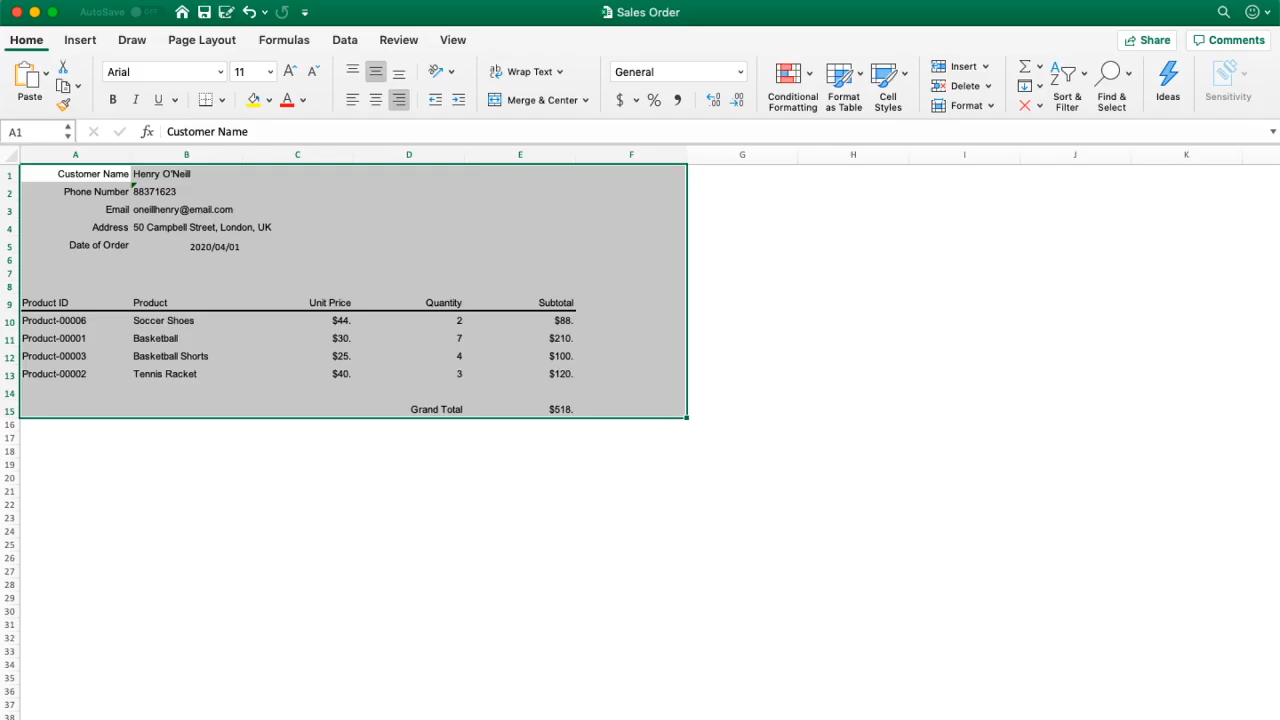 AutoSave OFF Sales Order
Home Insert Draw Page Layout Formulas Data Review View Share Comments
Paste Arial 11 A^ A˅ Wrap Text General Insert
B I U A Merge & Center $ % Conditional Formatting Format as Table Cell Styles Delete Format Sort & Filter Find & Select Ideas Sensitivity
A1 fx Customer Name
A B C D E F G H I J K
1 Customer Name Henry O'Neill
2 Phone Number 88371623
3 Email oneillhenry@email.com
4 Address 50 Campbell Street, London, UK
5 Date of Order 2020/04/01
6
7
8
9 Product ID Product Unit Price Quantity Subtotal
10 Product-00006 Soccer Shoes $44. 2 $88.
11 Product-00001 Basketball $30. 7 $210.
12 Product-00003 Basketball Shorts $25. 4 $100.
13 Product-00002 Tennis Racket $40. 3 $120.
14
15 Grand Total $518.
16
17
18
19
20
21
22
23
24
25
26
27
28
29
30
31
32
33
34
35
36
37
38